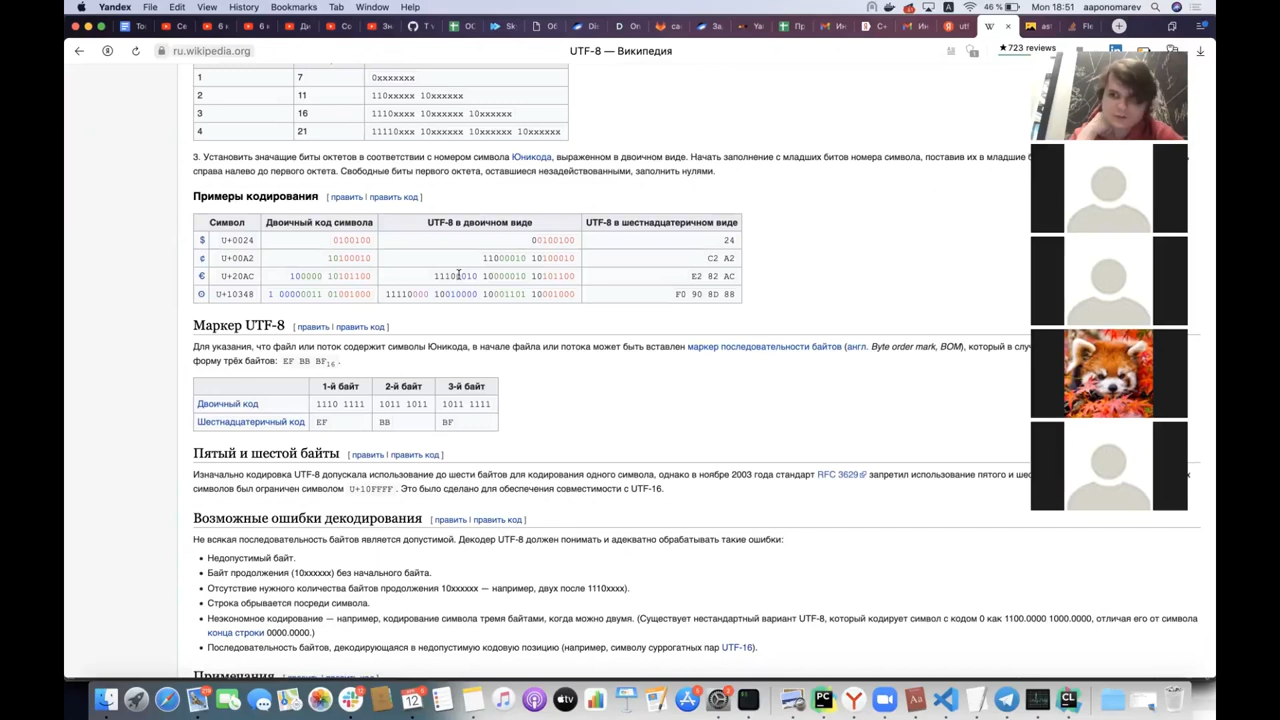 Yandex File Edit View History Bookmarks Tab Window Help 46 % Mon 18:51 aaponomarev
ru.wikipedia.org UTF-8 — Википедия ★ 723 reviews
1 7 0xxxxxxx
2 11 110xxxxx 10xxxxxx
3 16 1110xxxx 10xxxxxx 10xxxxxx
4 21 11110xxx 10xxxxxx 10xxxxxx 10xxxxxx
3. Установить значащие биты октетов в соответствии с номером символа Юникода, выраженном в двоичном виде. Начать заполнение с младших битов номера символа, поставив их в младшие
справа налево до первого октета. Свободные биты первого октета, оставшиеся незадействованными, заполнить нулями.
Примеры кодирования [ править | править код ]
Символ Двоичный код символа UTF-8 в двоичном виде UTF-8 в шестнадцатеричном виде
$ U+0024 0100100 00100100 24
¢ U+00A2 10100010 11000010 10100010 C2 A2
€ U+20AC 100000 10101100 11100010 10000010 10101100 E2 82 AC
𐍈 U+10348 1 00000011 01001000 11110000 10010000 10001101 10001000 F0 90 8D 88
Маркер UTF-8 [ править | править код ]
Для указания, что файл или поток содержит символы Юникода, в начале файла или потока может быть вставлен маркер последовательности байтов (англ. Byte order mark, BOM), который в
форму трёх байтов: EF BB BF16.
1-й байт 2-й байт 3-й байт
Двоичный код 1110 1111 1011 1011 1011 1111
Шестнадцатеричный код EF BB BF
Пятый и шестой байты [ править | править код ]
Изначально кодировка UTF-8 допускала использование до шести байтов для кодирования одного символа, однако в ноябре 2003 года стандарт RFC 3629 запретил использование пятого и
символов был ограничен символом U+10FFFF. Это было сделано для обеспечения совместимости с UTF-16.
Возможные ошибки декодирования [ править | править код ]
Не всякая последовательность байтов является допустимой. Декодер UTF-8 должен понимать и адекватно обрабатывать такие ошибки:
• Недопустимый байт.
• Байт продолжения (10xxxxxx) без начального байта.
• Отсутствие нужного количества байтов продолжения 10xxxxxx — например, двух после 1110xxxx).
• Строка обрывается посреди символа.
• Неэкономное кодирование — например, кодирование символа тремя байтами, когда можно двумя. (Существует нестандартный вариант UTF-8, который кодирует символ с кодом 0 как 1100.0000 1000.0000, отличая его от символа
конца строки 0000.0000.)
• Последовательность байтов, декодирующаяся в недопустимую кодовую позицию (например, символу суррогатных пар UTF-16).
Примечания